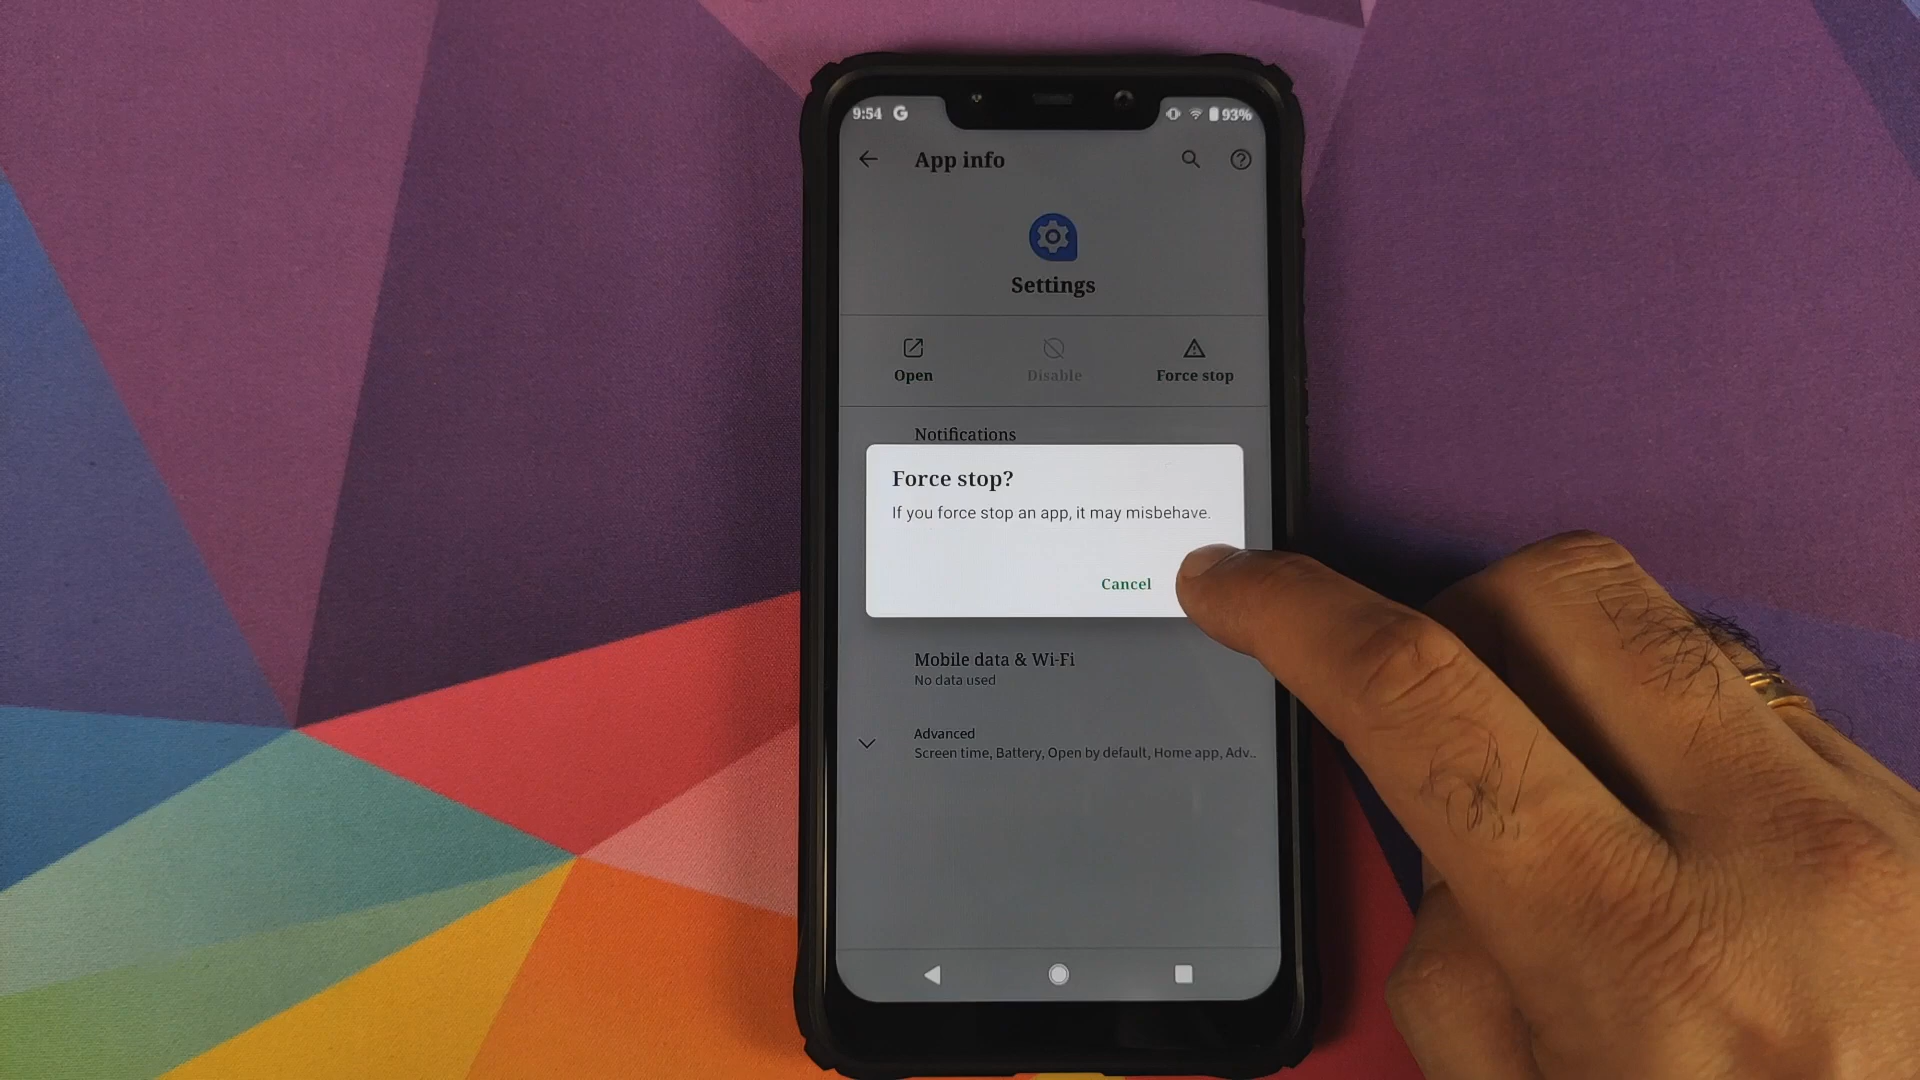 9:54 G 93%
App info
Settings
Open Disable Force stop
Notifications
Force stop?
If you force stop an app, it may misbehave.
Cancel
Mobile data & Wi-Fi
No data used
Advanced
Screen time, Battery, Open by default, Home app, Adv..